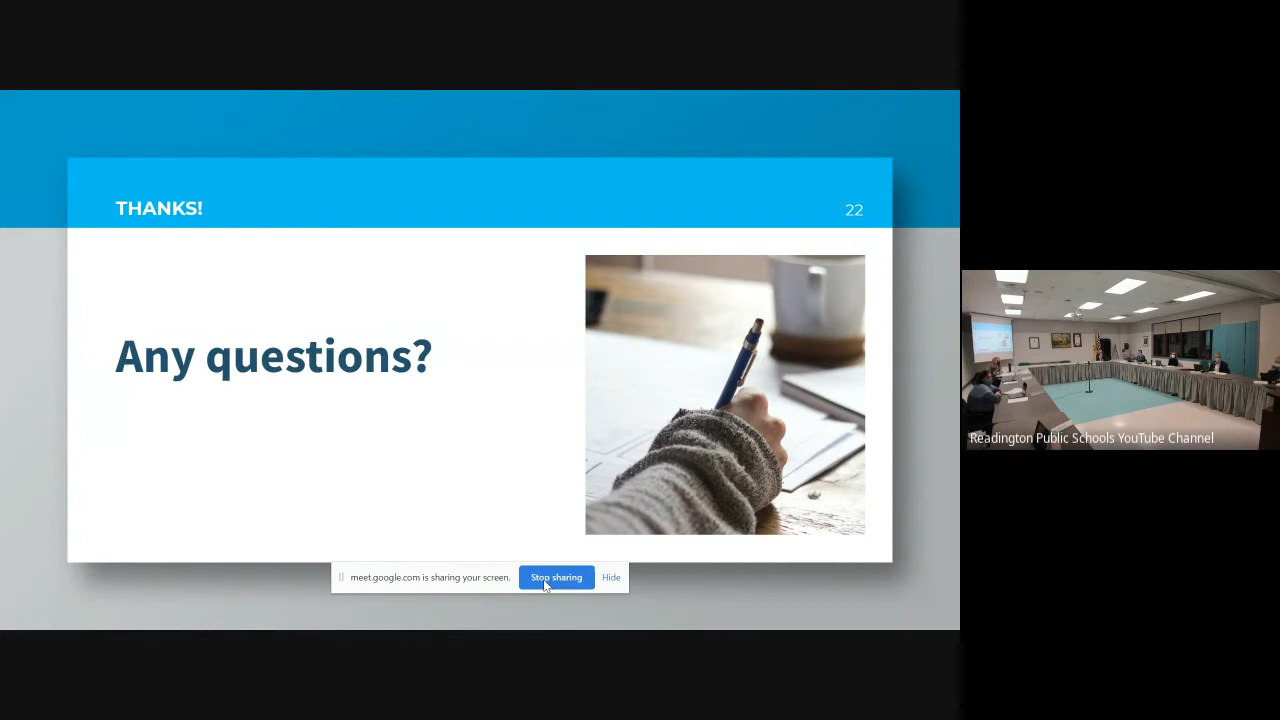 THANKS!
22
Any questions?
meet.google.com is sharing your screen.
Stop sharing
Hide
Readington Public Schools YouTube Channel